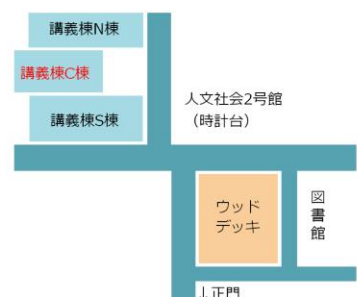 講義棟N棟
講義棟C棟
講義棟S棟
人文社会2号館
（時計台）
ウッド
デッキ
図書館
↓正門